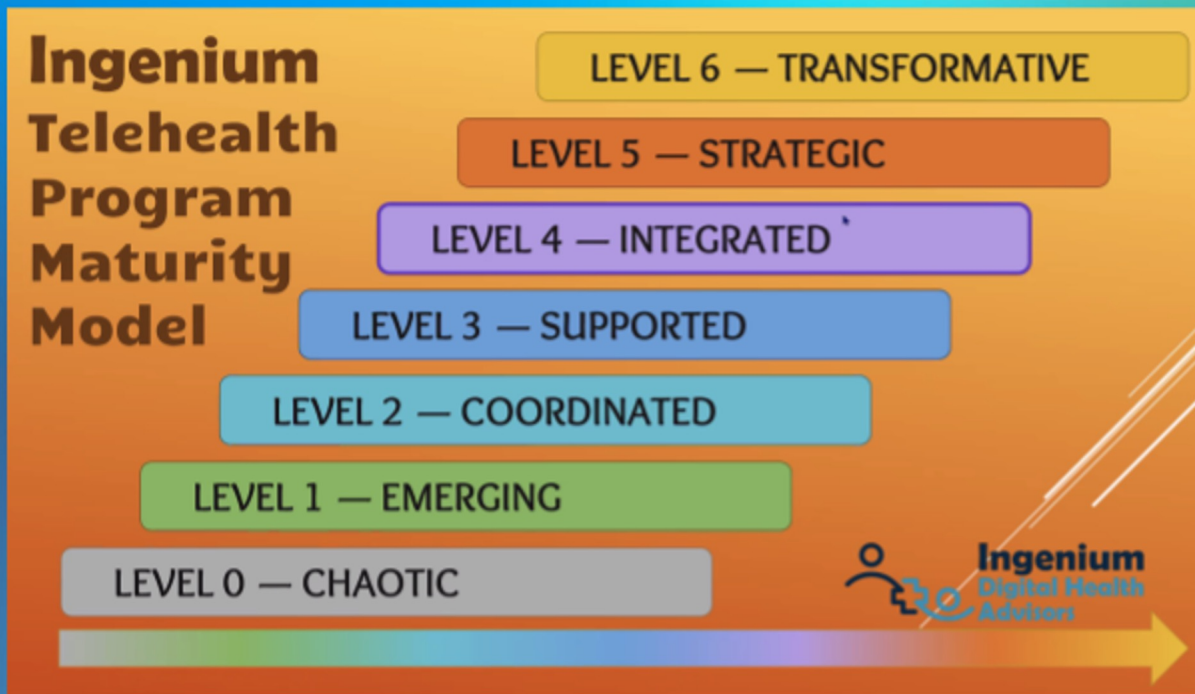 Ingenium
Telehealth
Program
Maturity
Model
LEVEL 6 — TRANSFORMATIVE
LEVEL 5 — STRATEGIC
LEVEL 4 — INTEGRATED
LEVEL 3 — SUPPORTED
LEVEL 2 — COORDINATED
LEVEL 1 — EMERGING
LEVEL 0 — CHAOTIC
Ingenium
Digital Health
Advisors